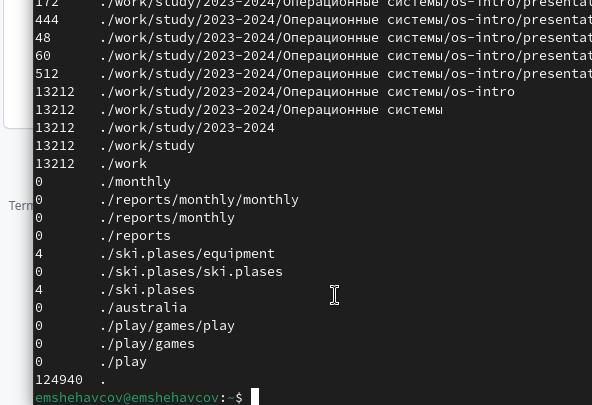 172 ./work/study/2023-2024/Операционные системы/os-intro/presentat
444 ./work/study/2023-2024/Операционные системы/os-intro/presentat
48 ./work/study/2023-2024/Операционные системы/os-intro/presentat
60 ./work/study/2023-2024/Операционные системы/os-intro/presentat
512 ./work/study/2023-2024/Операционные системы/os-intro/presentat
13212 ./work/study/2023-2024/Операционные системы/os-intro
13212 ./work/study/2023-2024/Операционные системы
13212 ./work/study/2023-2024
13212 ./work/study
13212 ./work
0 ./monthly
0 ./reports/monthly/monthly
Term
0 ./reports/monthly
0 ./reports
4 ./ski.plases/equipment
0 ./ski.plases/ski.plases
4 ./ski.plases
0 ./australia
0 ./play/games/play
0 ./play/games
0 ./play
124940 .
emshehavcov@emshehavcov:~$